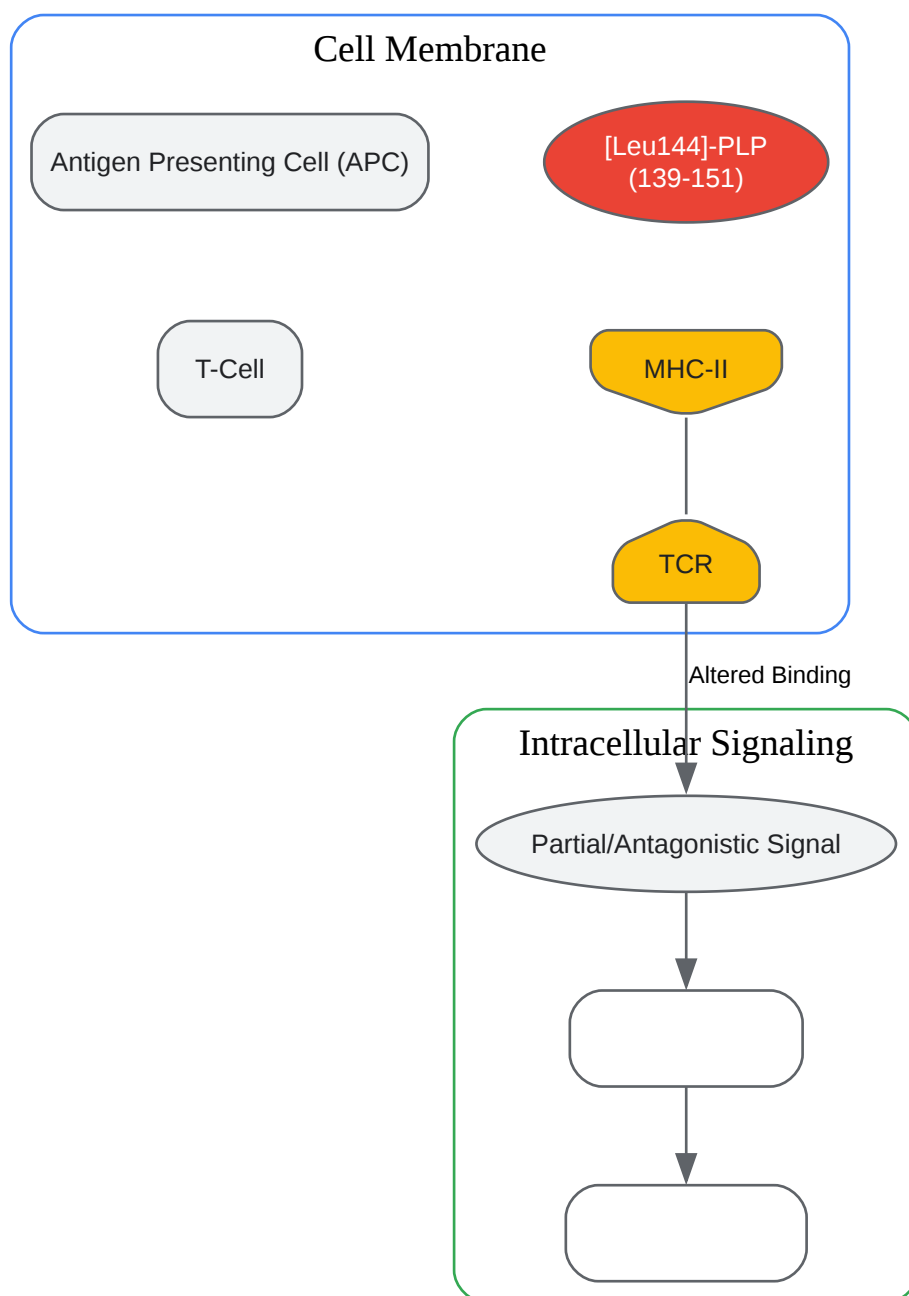 Cell Membrane
Antigen Presenting Cell (APC)
[Leu144]-PLP
(139-151)
T-Cell
MHC-II
TCR
Altered Binding
Intracellular Signaling
Partial/Antagonistic Signal